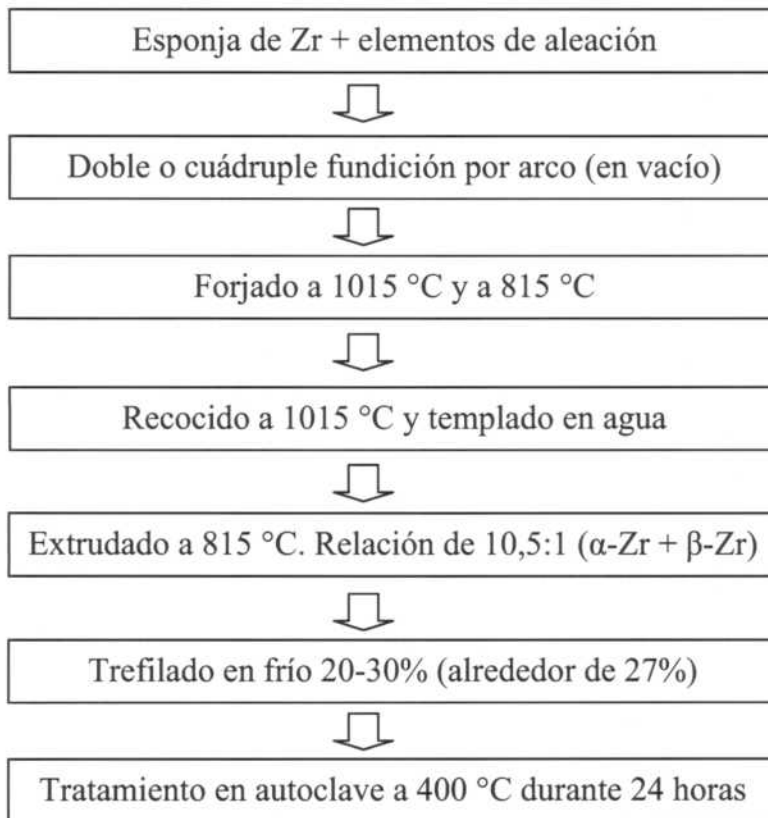 Esponja de Zr + elementos de aleación
Doble o cuádruple fundición por arco (en vacío)
Forjado a 1015 °C y a 815 °C
Recocido a 1015 °C y templado en agua
Extrudado a 815 °C. Relación de 10,5:1 (α-Zr + β-Zr)
Trefilado en frío 20-30% (alrededor de 27%)
Tratamiento en autoclave a 400 °C durante 24 horas